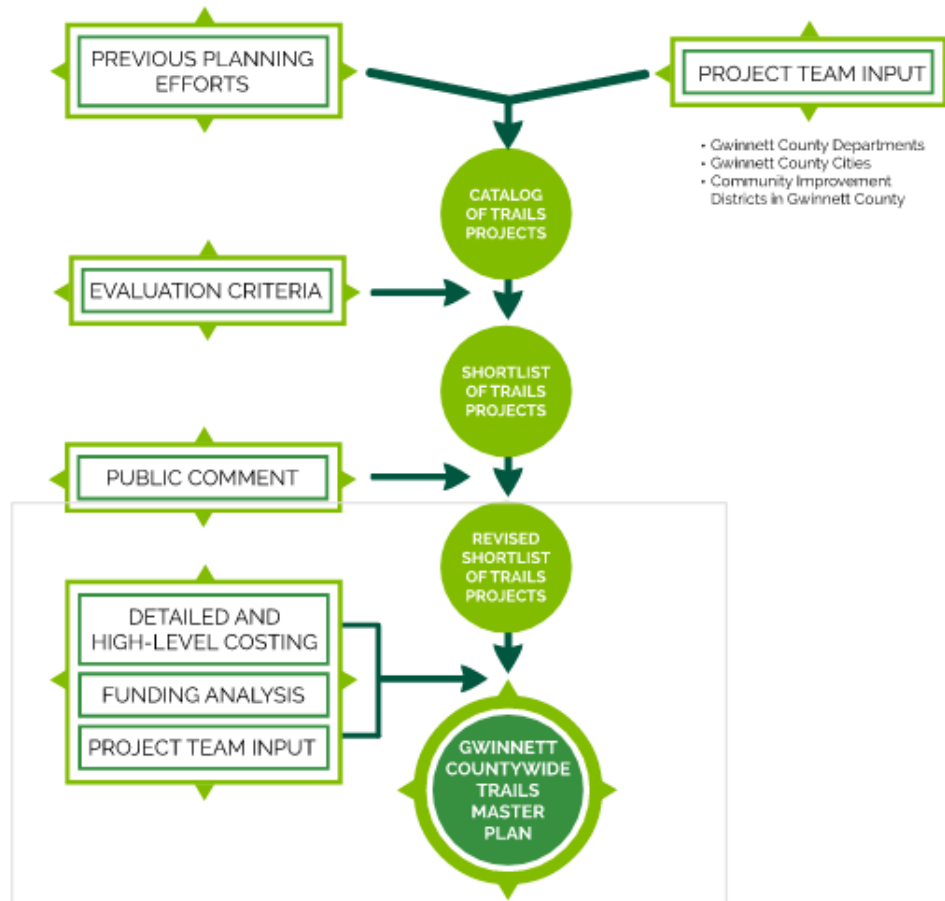 PREVIOUS PLANNING
EFFORTS
PROJECT TEAM INPUT
• Gwinnett County Departments
• Gwinnett County Cities
• Community Improvement
Districts in Gwinnett County
CATALOG
OF TRAILS
PROJECTS
EVALUATION CRITERIA
SHORTLIST
OF TRAILS
PROJECTS
PUBLIC COMMENT
REVISED
SHORTLIST
OF TRAILS
PROJECTS
DETAILED AND
HIGH-LEVEL COSTING
FUNDING ANALYSIS
PROJECT TEAM INPUT
GWINNETT
COUNTYWIDE
TRAILS
MASTER
PLAN